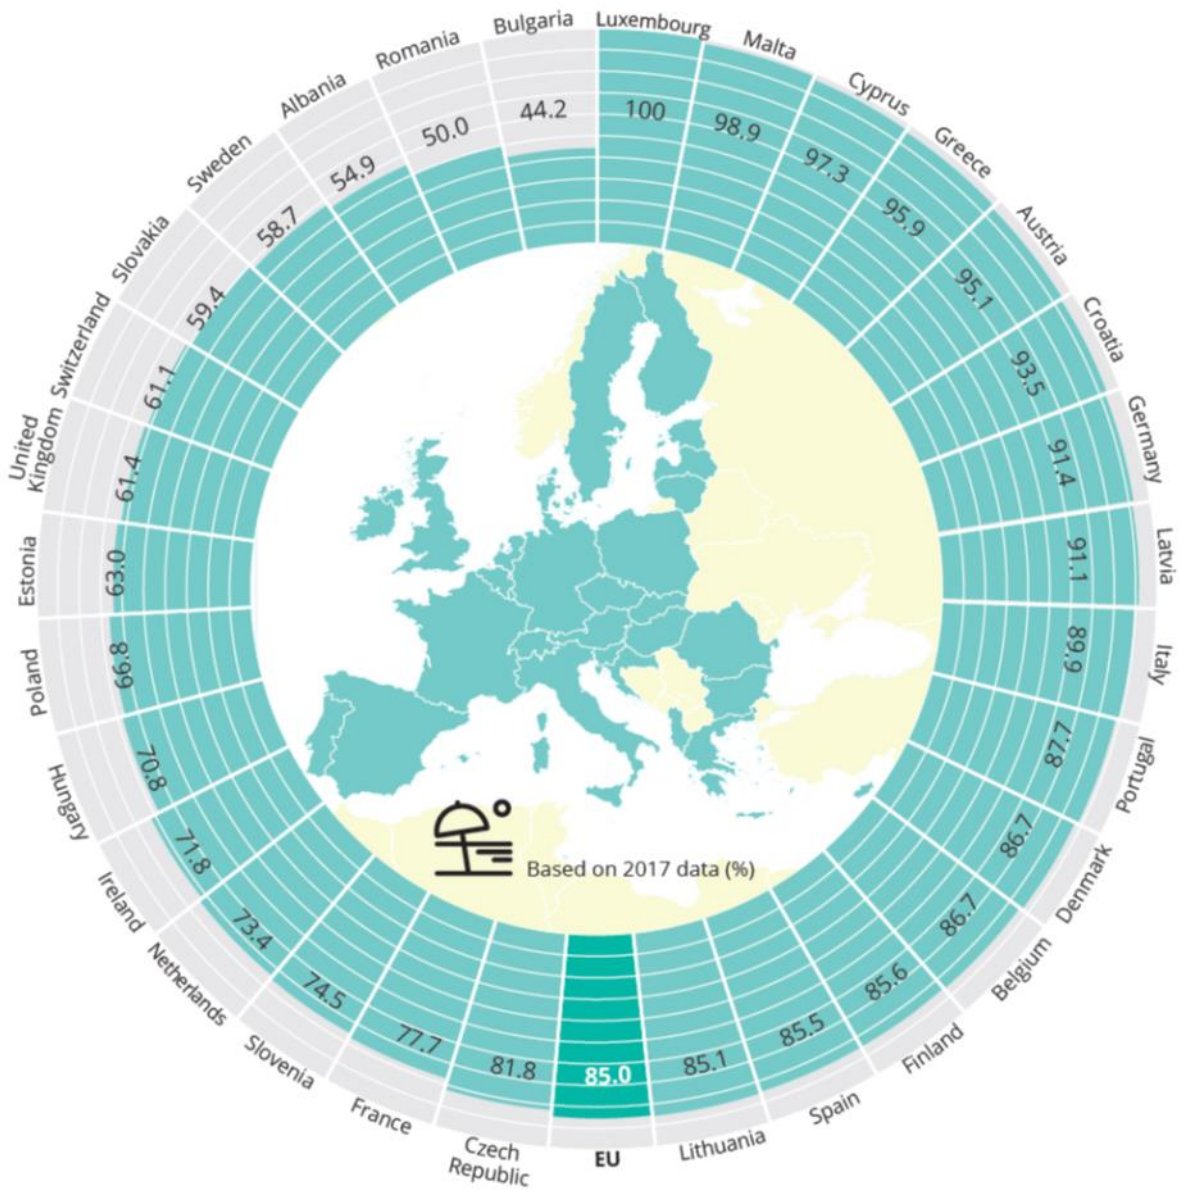 Luxembourg
100
Malta
98.9
Cyprus
97.3
Greece
95.9
Austria
95.1
Croatia
93.5
Germany
91.4
Latvia
91.1
Italy
89.9
Portugal
87.7
Denmark
86.7
Belgium
86.7
Finland
85.6
Spain
85.5
Lithuania
85.1
EU
85.0
Czech
Republic
81.8
France
77.7
Slovenia
74.5
Netherlands
73.4
Ireland
71.8
Hungary
70.8
Poland
66.8
Estonia
63.0
United
Kingdom
61.4
Switzerland
61.1
Slovakia
59.4
Sweden
58.7
Albania
54.9
Romania
50.0
Bulgaria
44.2
Based on 2017 data (%)